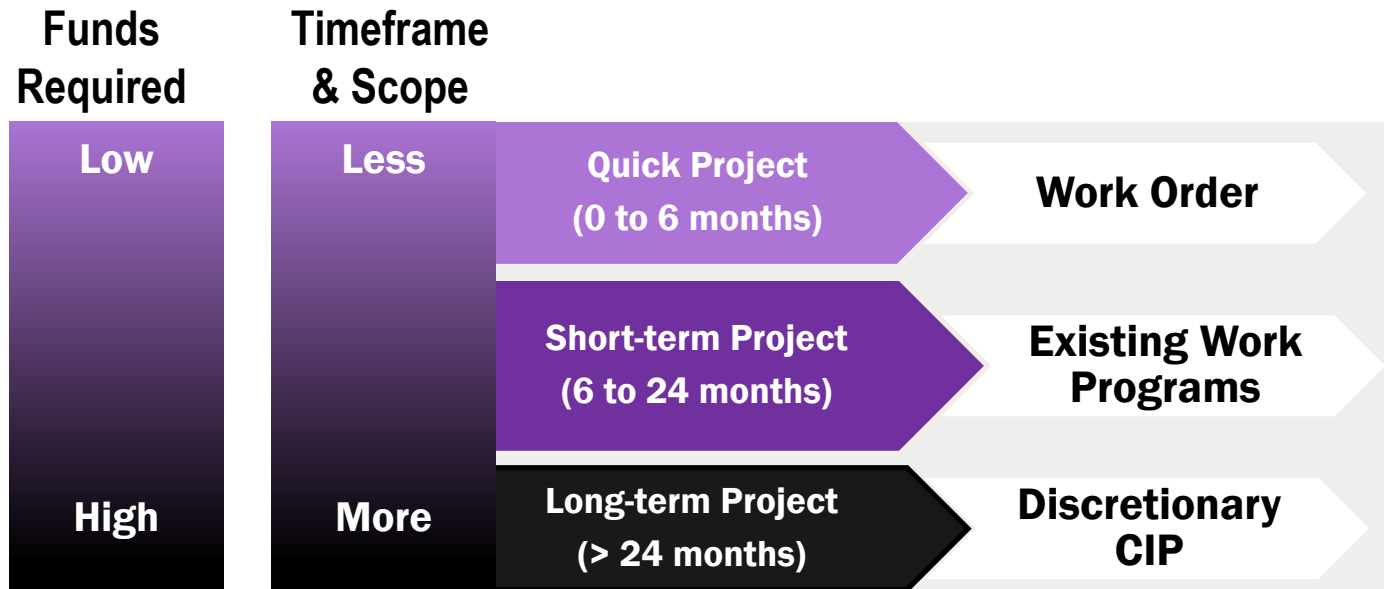 Funds
Required
Timeframe
& Scope
Low
Less
Quick Project
(0 to 6 months)
Work Order
Short-term Project
(6 to 24 months)
Existing Work
Programs
High
More
Long-term Project
(> 24 months)
Discretionary
CIP